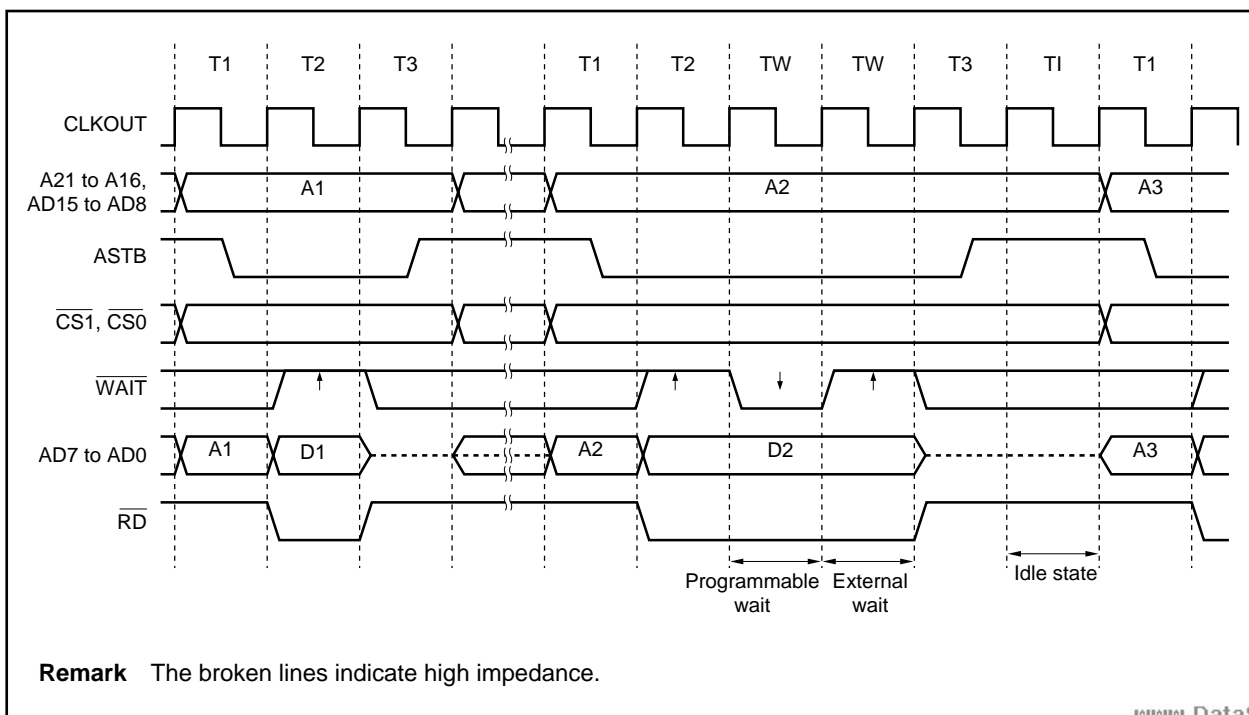 T1 T2 T3 T1 T2 TW TW T3 TI T1
CLKOUT
A21 to A16,
AD15 to AD8
A1 A2 A3
ASTB
CS1, CS0
WAIT
AD7 to AD0
A1 D1 A2 D2 A3
RD
Programmable
wait
External
wait
Idle state
Remark The broken lines indicate high impedance.